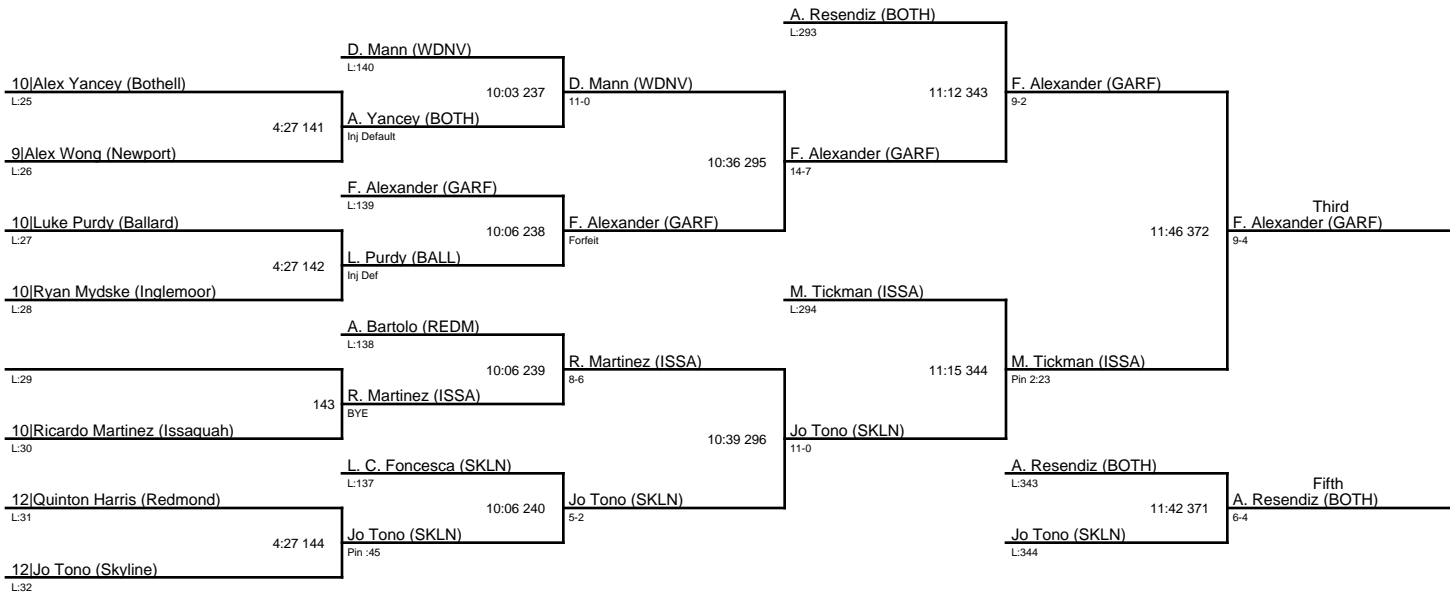 A. Resendiz (BOTH)
L:293
D. Mann (WDNV)
L:140
10|Alex Yancey (Bothell)
L:25
10:03 237
D. Mann (WDNV)
11-0
11:12 343
F. Alexander (GARF)
9-2
4:27 141
A. Yancey (BOTH)
Inj Default
9|Alex Wong (Newport)
L:26
10:36 295
F. Alexander (GARF)
14-7
F. Alexander (GARF)
L:139
10|Luke Purdy (Ballard)
L:27
10:06 238
F. Alexander (GARF)
Forfeit
11:46 372
Third
F. Alexander (GARF)
9-4
4:27 142
L. Purdy (BALL)
Inj Def
10|Ryan Mydske (Inglemoor)
L:28
M. Tickman (ISSA)
L:294
A. Bartolo (REDM)
L:138
L:29
10:06 239
R. Martinez (ISSA)
8-6
11:15 344
M. Tickman (ISSA)
Pin 2:23
143
R. Martinez (ISSA)
BYE
10|Ricardo Martinez (Issaquah)
L:30
10:39 296
Jo Tono (SKLN)
11-0
L. C. Foncesca (SKLN)
L:137
A. Resendiz (BOTH)
L:343
12|Quinton Harris (Redmond)
L:31
10:06 240
Jo Tono (SKLN)
5-2
11:42 371
Fifth
A. Resendiz (BOTH)
6-4
4:27 144
Jo Tono (SKLN)
Pin :45
Jo Tono (SKLN)
L:344
12|Jo Tono (Skyline)
L:32